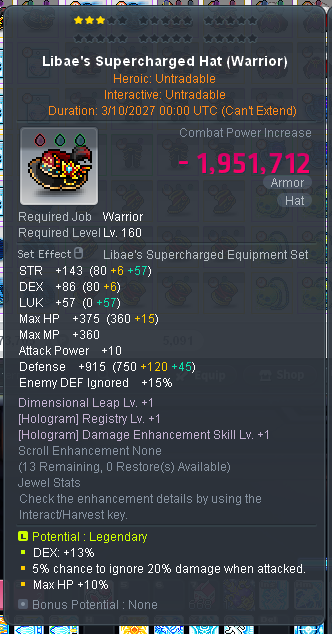 Libae's Supercharged Hat (Warrior)
Heroic: Untradable
Interactive: Untradable
Duration: 3/10/2027 00:00 UTC (Can't Extend)
Combat Power Increase
- 1,951,712
Armor
Hat
Required Job Warrior
Required Level Lv. 160
Set Effect Libae's Supercharged Equipment Set
STR +143 (80 +6 +57)
DEX +86 (80 +6)
LUK +57 (0 +57)
Max HP +375 (360 +15)
Max MP +360
Attack Power +10
Defense +915 (750 +120 +45)
Enemy DEF Ignored +15%
Dimensional Leap Lv. +1
[Hologram] Registry Lv. +1
[Hologram] Damage Enhancement Skill Lv. +1
Scroll Enhancement None
(13 Remaining, 0 Restore(s) Available)
Jewel Stats
Check the enhancement details by using the
Interact/Harvest key.
L Potential : Legendary
DEX: +13%
5% chance to ignore 20% damage when attacked.
Max HP +10%
Bonus Potential : None
Equip
Shop